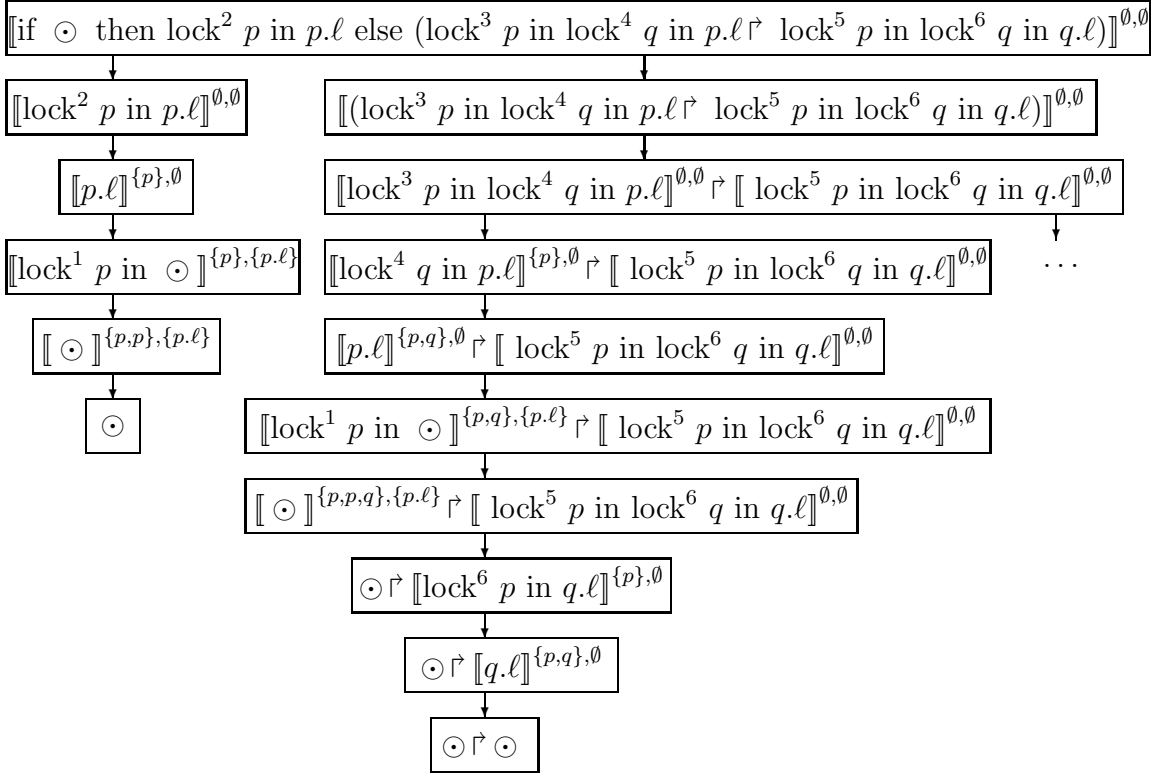 ⟦if ⊙ then lock² p in p.ℓ else (lock³ p in lock⁴ q in p.ℓ↱ lock⁵ p in lock⁶ q in q.ℓ)⟧^{∅,∅}
⟦lock² p in p.ℓ⟧^{∅,∅} ⟦(lock³ p in lock⁴ q in p.ℓ↱ lock⁵ p in lock⁶ q in q.ℓ)⟧^{∅,∅}
⟦p.ℓ⟧^{{p},∅} ⟦lock³ p in lock⁴ q in p.ℓ⟧^{∅,∅}↱⟦ lock⁵ p in lock⁶ q in q.ℓ⟧^{∅,∅}
⟦lock¹ p in ⊙⟧^{{p},{p.ℓ}} ⟦lock⁴ q in p.ℓ⟧^{{p},∅}↱⟦ lock⁵ p in lock⁶ q in q.ℓ⟧^{∅,∅} ...
⟦⊙⟧^{{p,p},{p.ℓ}} ⟦p.ℓ⟧^{{p,q},∅}↱⟦ lock⁵ p in lock⁶ q in q.ℓ⟧^{∅,∅}
⊙ ⟦lock¹ p in ⊙⟧^{{p,q},{p.ℓ}}↱⟦ lock⁵ p in lock⁶ q in q.ℓ⟧^{∅,∅}
⟦⊙⟧^{{p,p,q},{p.ℓ}}↱⟦ lock⁵ p in lock⁶ q in q.ℓ⟧^{∅,∅}
⊙↱⟦lock⁶ p in q.ℓ⟧^{{p},∅}
⊙↱⟦q.ℓ⟧^{{p,q},∅}
⊙↱⊙